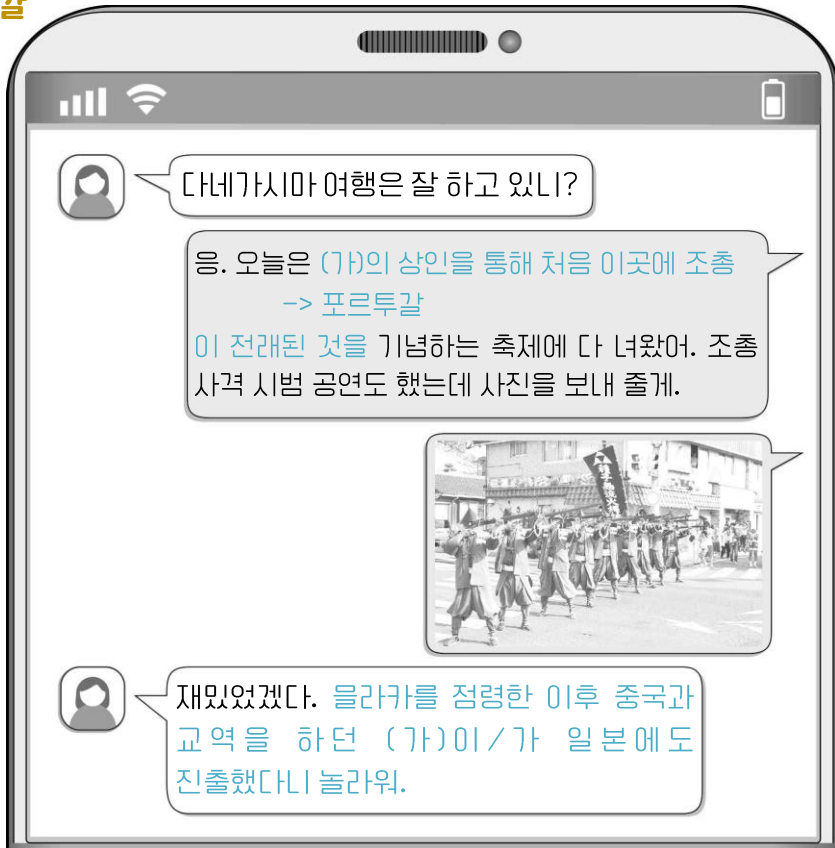 갈
다네가시마 여행은 잘 하고 있니?
응. 오늘은 (가)의 상인을 통해 처음 이곳에 조총
-> 포르투갈
이 전래된 것을 기념하는 축제에 다 녀왔어. 조총
사격 시범 공연도 했는데 사진을 보내 줄게.
재밌었겠다. 믈라카를 점령한 이후 중국과
교역을 하던 (가)이/가 일본에도
진출했다니 놀라워.